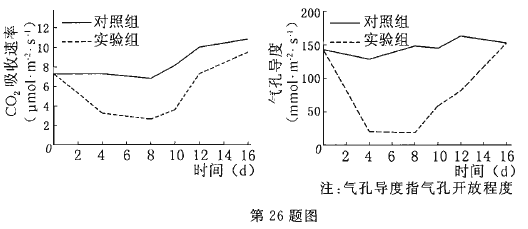 对照组
实验组
CO₂吸收速率
(μmol·m⁻²·s⁻¹)
12
10
8
6
4
2
0
2 4 6 8 10 12 14 16
时间(d)
对照组
实验组
气孔导度
(mmol·m⁻²·s⁻¹)
200
150
100
50
0
2 4 6 8 10 12 14 16
时间(d)
注:气孔导度指气孔开放程度
第26题图